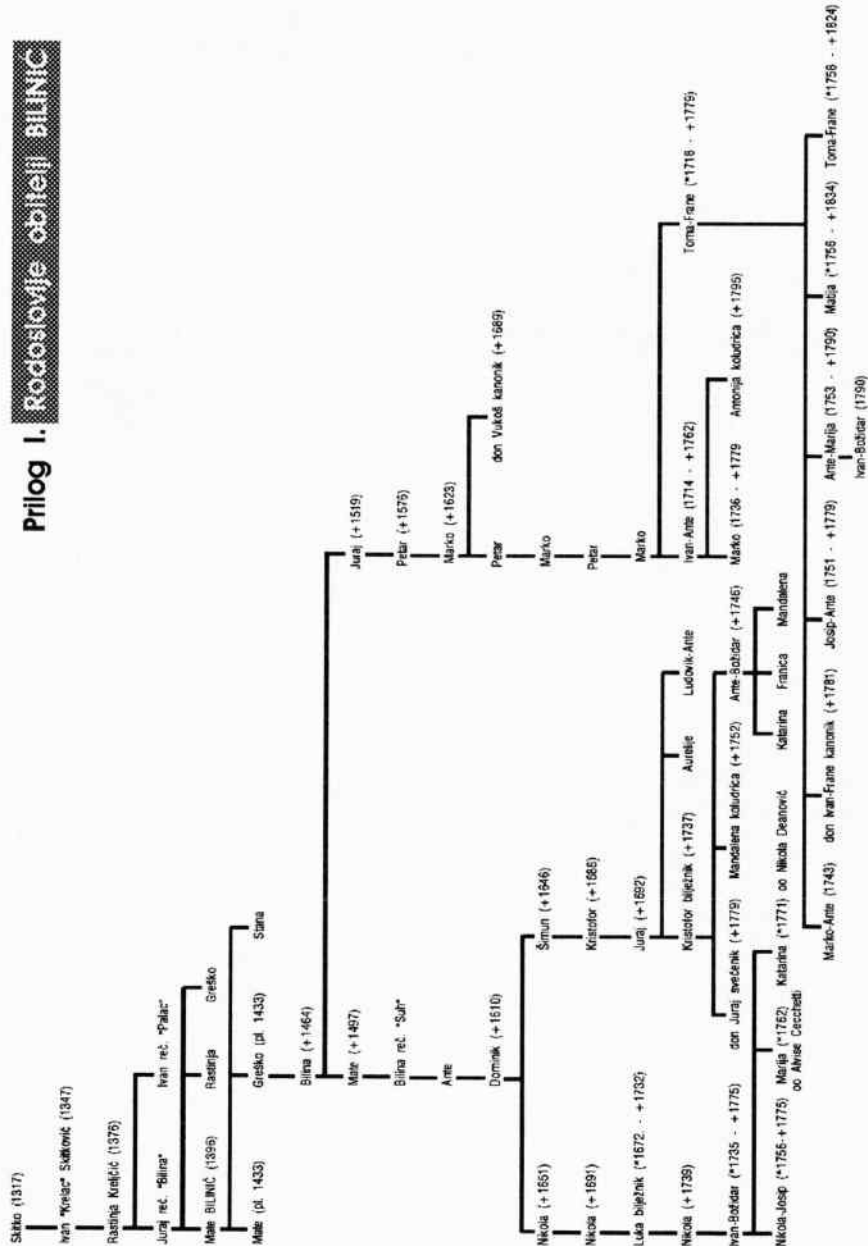 Prilog I. Rodoslovlje obitelji BILINIĆ
Skitko (1317)
Ivan "Krelac" Skitković (1347)
Rastinja Kreljčić (1376)
Juraj reč. "Bilina"
Ivan reč. "Palac"
Mate BILINIĆ (1396)
Rastinja
Greško
Mate (pl. 1433)
Greško (pl. 1433)
Stana
Bilina (+1464)
Mate (+1497)
Juraj (+1519)
Bilina reč. "Suh"
Petar (+1576)
Ante
Marko (+1623)
Dominik (+1610)
Petar
don Vukoš kanonik (+1689)
Nikola (+1651)
Šimun (+1646)
Marko
Nikola (+1691)
Kristofor (+1686)
Petar
Luka bilježnik (*1672. - +1732)
Juraj (+1692)
Marko
Nikola (+1739)
Kristofor bilježnik (+1737)
Aurelije
Ludovik-Ante
Ivan-Ante (1714 - +1762)
Toma-Frane (*1718 - +1779)
Ivan-Božidar (*1735 - +1775)
don Juraj svećenik (+1779)
Mandalena koludrica (+1752)
Ante-Božidar (+1746)
Marko (1736 - +1779
Antonija koludrica (+1795)
Nikola-Josip (*1756-+1775)
Marija (*1762)
oo Alvise Cecchetti
Katarina (*1771) oo Nikola Deanović
Katarina
Franica
Mandalena
Marko-Ante (1743)
don Ivan-Frane kanonik (+1781)
Josip-Ante (1751 - +1779)
Ante-Marija (1753 - +1790)
Matija (*1756 - +1834)
Toma-Frane (*1756 - +1824)
Ivan-Božidar (1790)